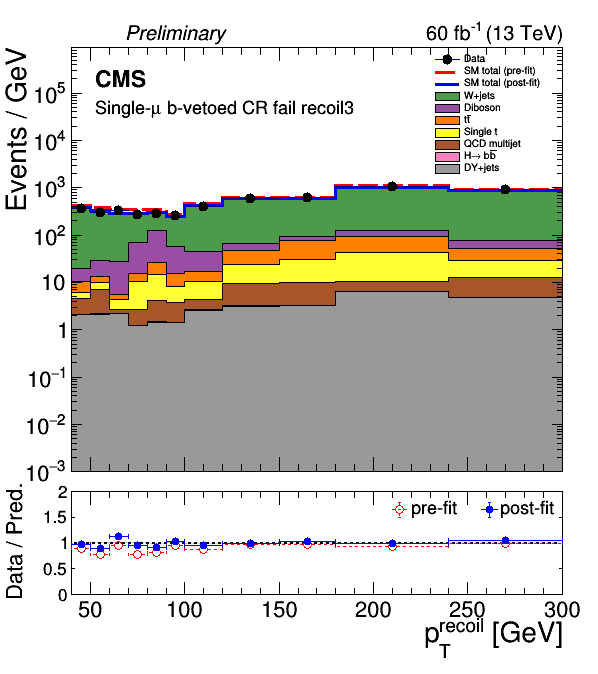 Preliminary 60 fb⁻¹ (13 TeV)
CMS
Single-μ b-vetoed CR fail recoil3
Data
SM total (pre-fit)
SM total (post-fit)
W+jets
Diboson
tt̅
Single t
QCD multijet
H→ bb̅
DY+jets
Events / GeV
10⁵
10⁴
10³
10²
10
1
10⁻¹
10⁻²
10⁻³
pre-fit post-fit
Data / Pred.
2
1.5
1
0.5
0
50 100 150 200 250 300
p_T^recoil [GeV]